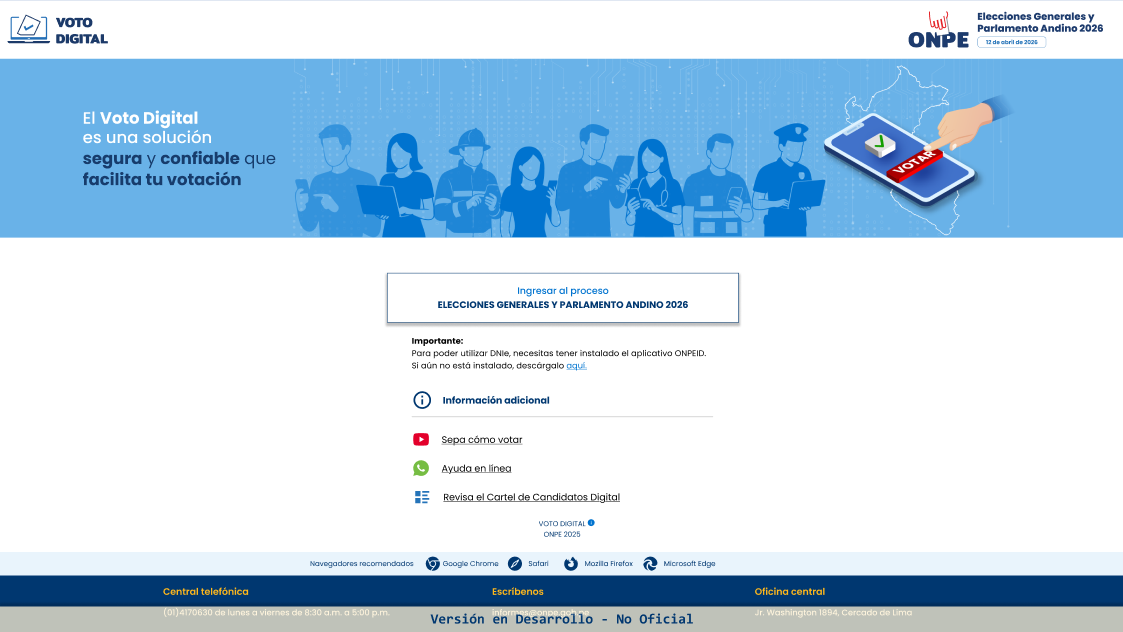 VOTO
DIGITAL
ONPE
Elecciones Generales y
Parlamento Andino 2026
12 de abril de 2026
El Voto Digital
es una solución
segura y confiable que
facilita tu votación
VOTAR
Ingresar al proceso
ELECCIONES GENERALES Y PARLAMENTO ANDINO 2026
Importante:
Para poder utilizar DNIe, necesitas tener instalado el aplicativo ONPEID.
Si aún no está instalado, descárgalo aquí.
Información adicional
Sepa cómo votar
Ayuda en línea
Revisa el Cartel de Candidatos Digital
VOTO DIGITAL
ONPE 2025
Navegadores recomendados Google Chrome Safari Mozilla Firefox Microsoft Edge
Central telefónica Escríbenos Oficina central
(01)4170630 de lunes a viernes de 8:30 a.m. a 5:00 p.m. informes@onpe.gob.pe Jr. Washington 1894, Cercado de Lima
Versión en Desarrollo - No Oficial